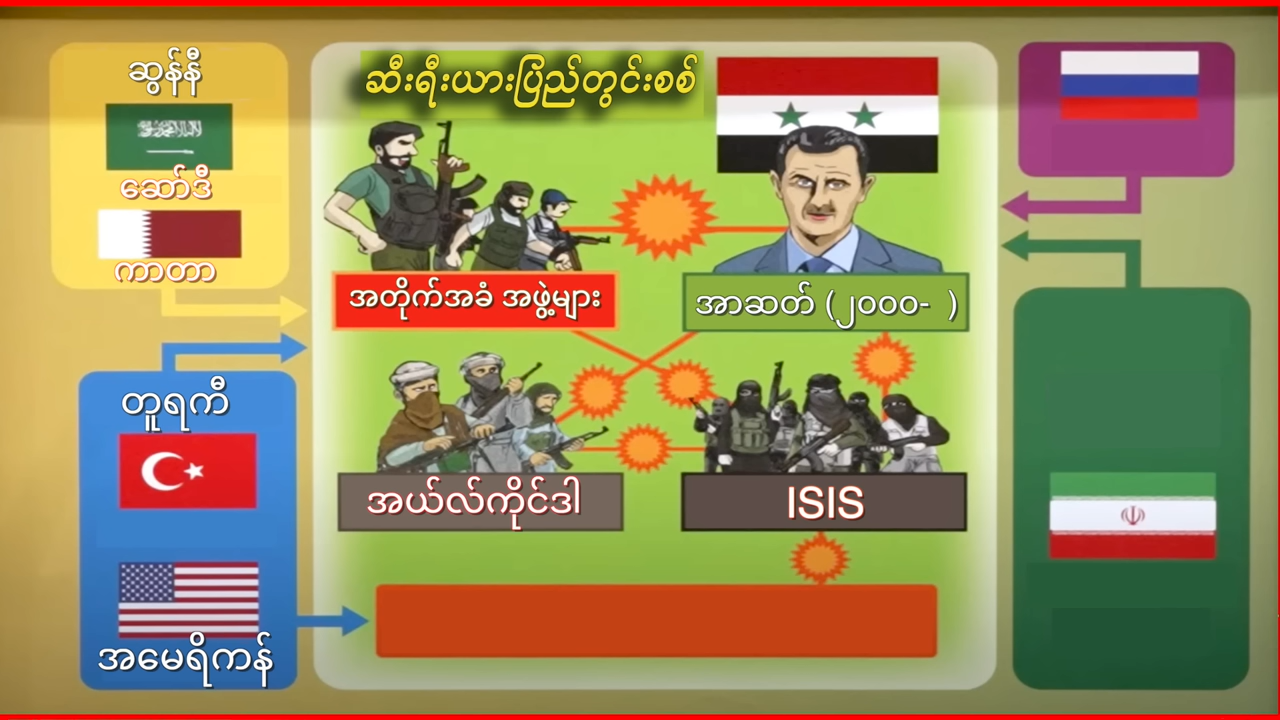 ဆွန်နီ
ဆော်ဒီ
ကာတာ
တူရကီ
အမေရိကန်
ဆီးရီးယားပြည်တွင်းစစ်
အတိုက်အခံ အဖွဲ့များ
အာဆတ် (၂၀၀၀- )
အယ်လ်ကိုင်ဒါ
ISIS